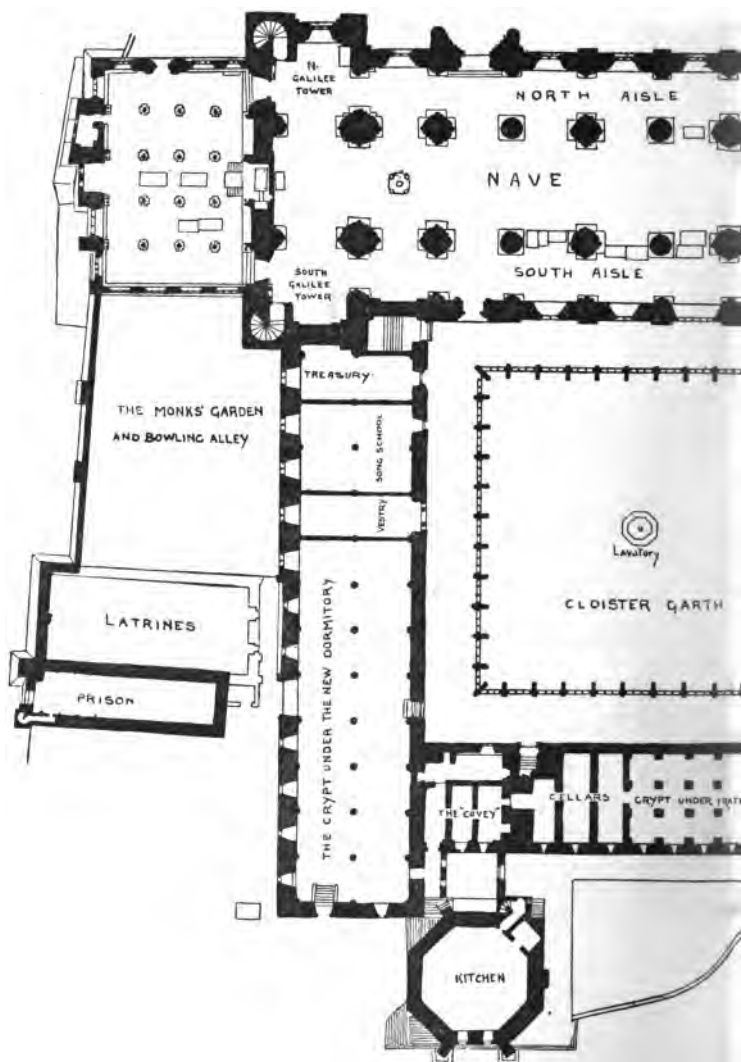 N.
GALILEE
TOWER
NORTH AISLE
NAVE
SOUTH
GALILEE
TOWER
SOUTH AISLE
TREASURY.
THE MONKS' GARDEN
AND BOWLING ALLEY
SONG SCHOOL
VESTRY
Lavatory
CLOISTER GARTH
LATRINES
PRISON
THE CRYPT UNDER THE NEW DORMITORY
THE "COVEY"
CELLARS
CRYPT UNDER FRATE
KITCHEN